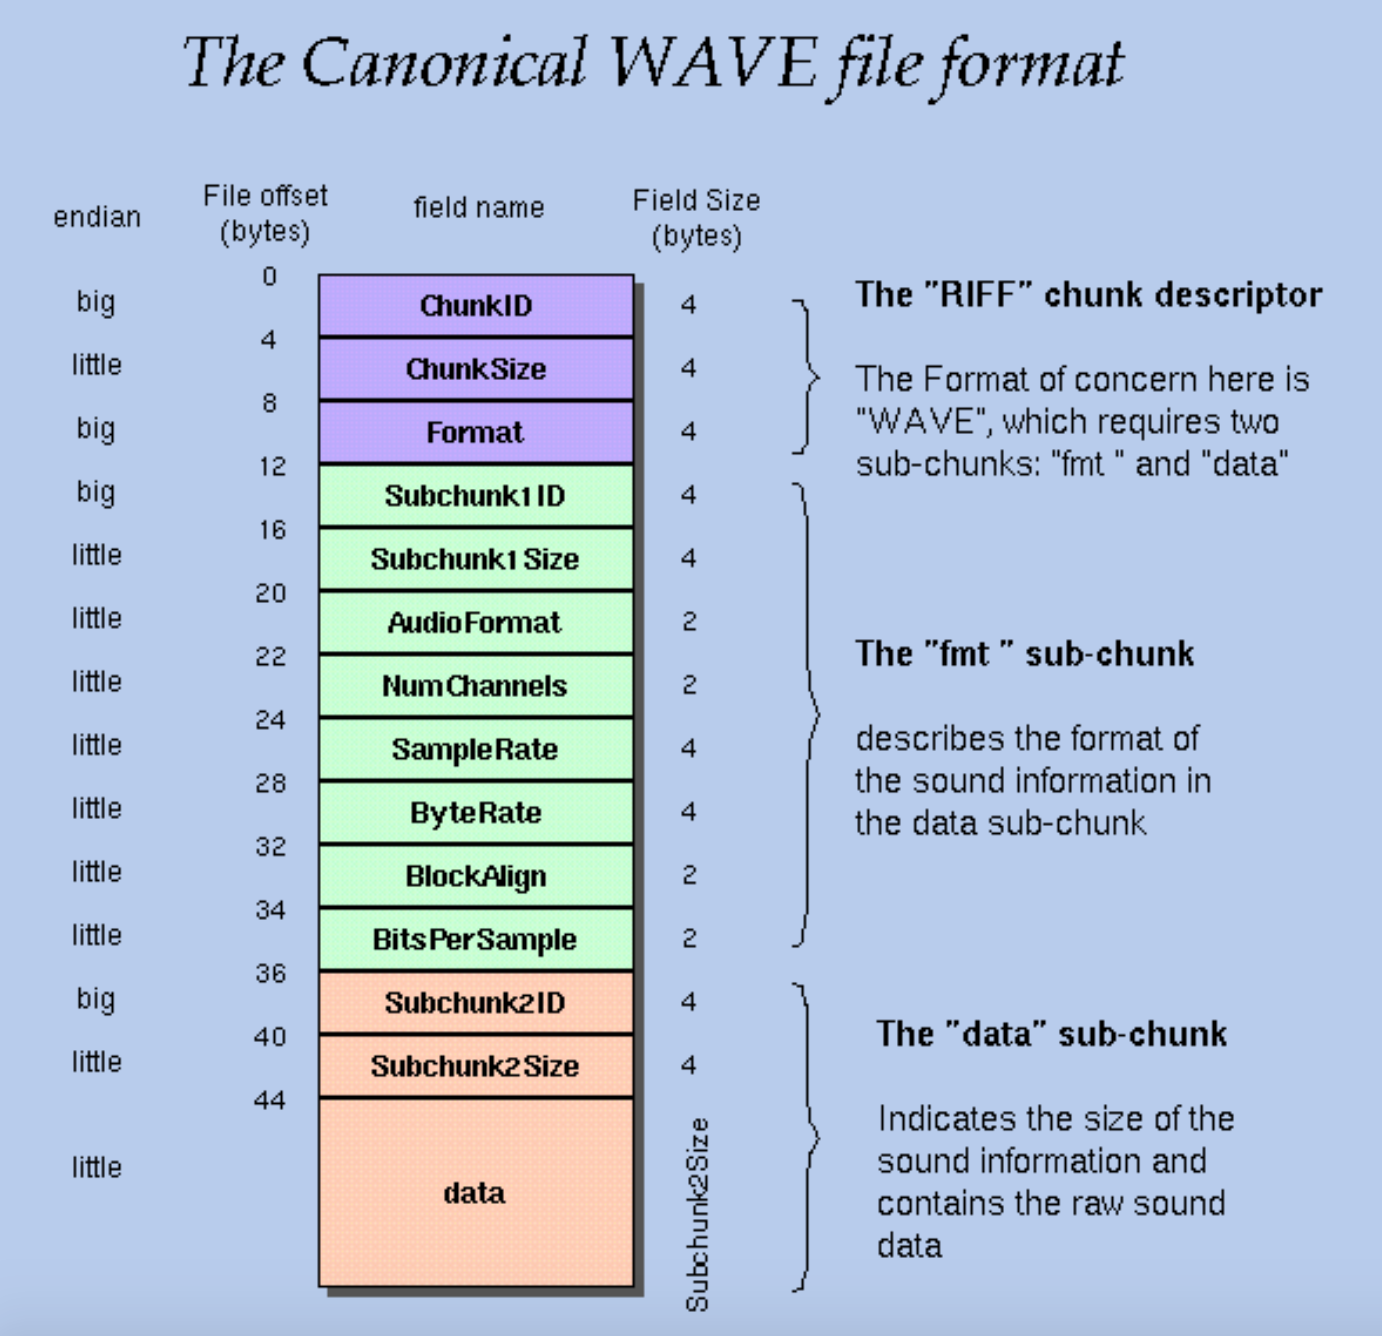 The Canonical WAVE file format
endian
File offset
(bytes)
field name
Field Size
(bytes)
0
big
ChunkID
4
4
little
ChunkSize
4
8
big
Format
4
12
big
Subchunk1ID
4
16
little
Subchunk1Size
4
20
little
AudioFormat
2
22
little
NumChannels
2
24
little
SampleRate
4
28
little
ByteRate
4
32
little
BlockAlign
2
34
little
BitsPerSample
2
36
big
Subchunk2ID
4
40
little
Subchunk2Size
4
44
little
data
Subchunk2Size
The "RIFF" chunk descriptor
The Format of concern here is
"WAVE", which requires two
sub-chunks: "fmt " and "data"
The "fmt " sub-chunk
describes the format of
the sound information in
the data sub-chunk
The "data" sub-chunk
Indicates the size of the
sound information and
contains the raw sound
data